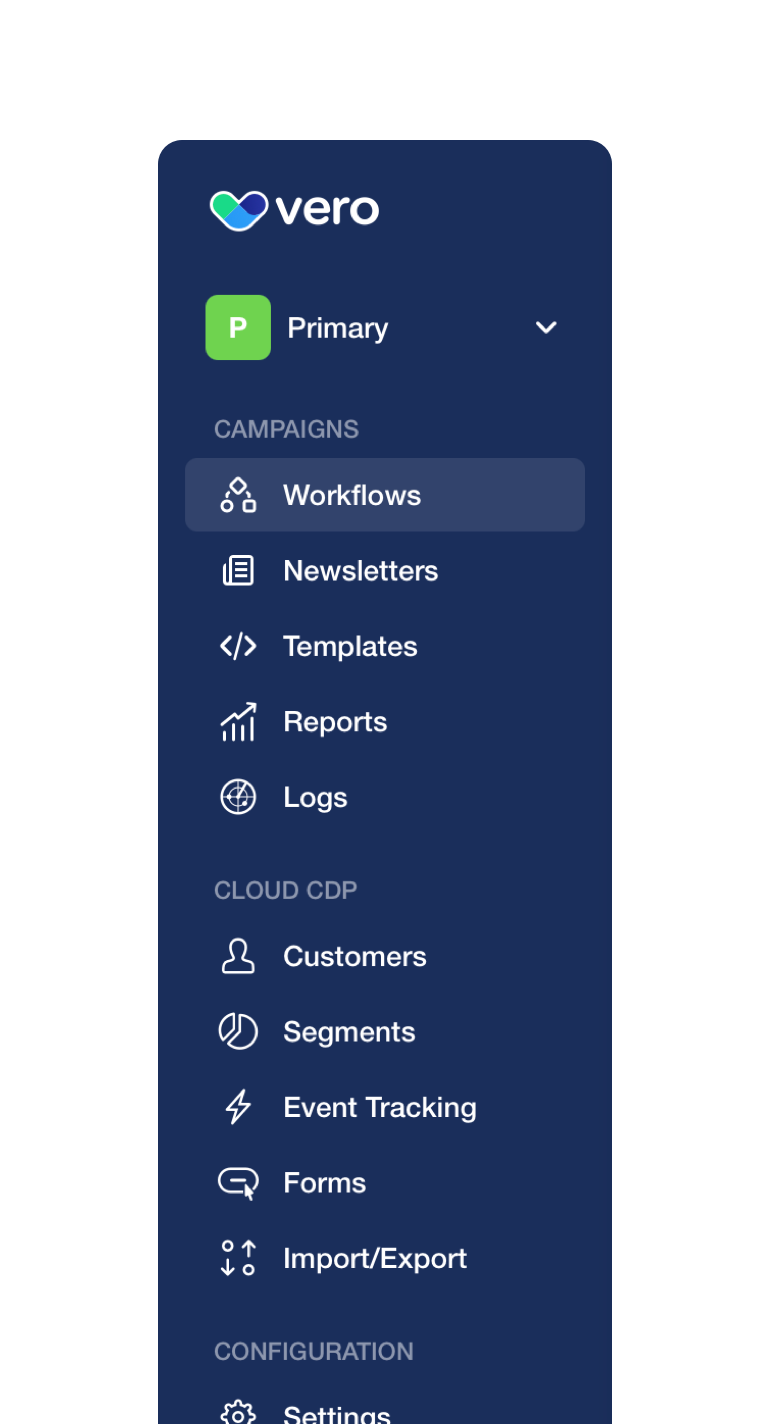 vero
P Primary
CAMPAIGNS
Workflows
Newsletters
Templates
Reports
Logs
CLOUD CDP
Customers
Segments
Event Tracking
Forms
Import/Export
CONFIGURATION
Settings